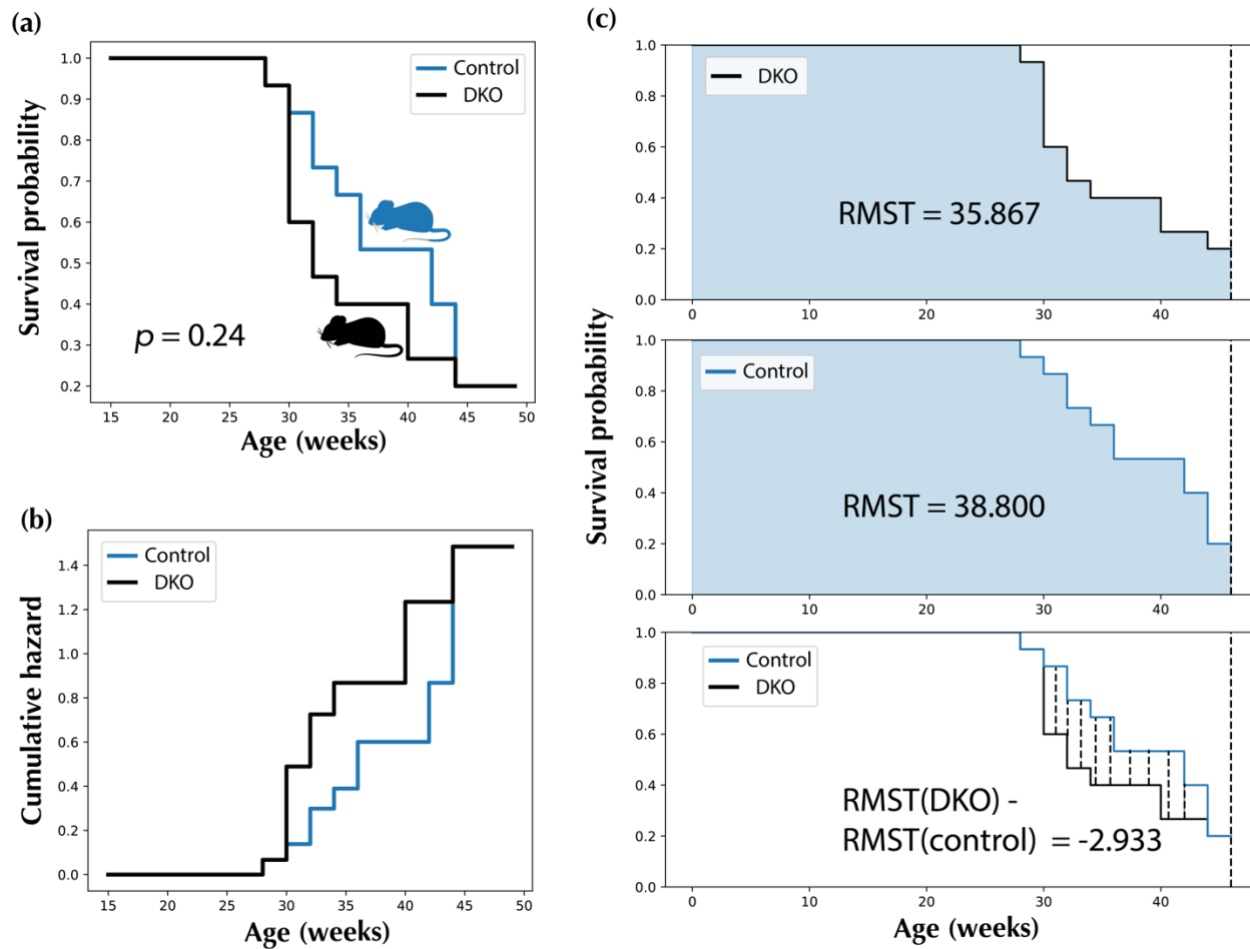 (a)
Survival probability
1.0
0.9
0.8
0.7
0.6
0.5
0.4
0.3
0.2
Control
DKO
p = 0.24
15 20 25 30 35 40 45 50
Age (weeks)
(b)
Cumulative hazard
1.4
1.2
1.0
0.8
0.6
0.4
0.2
0.0
Control
DKO
15 20 25 30 35 40 45 50
Age (weeks)
(c)
Survival probability
1.0
0.8
0.6
0.4
0.2
0.0
DKO
RMST = 35.867
0 10 20 30 40
1.0
0.8
0.6
0.4
0.2
0.0
Control
RMST = 38.800
0 10 20 30 40
1.0
0.8
0.6
0.4
0.2
0.0
Control
DKO
RMST(DKO) -
RMST(control) = -2.933
0 10 20 30 40
Age (weeks)